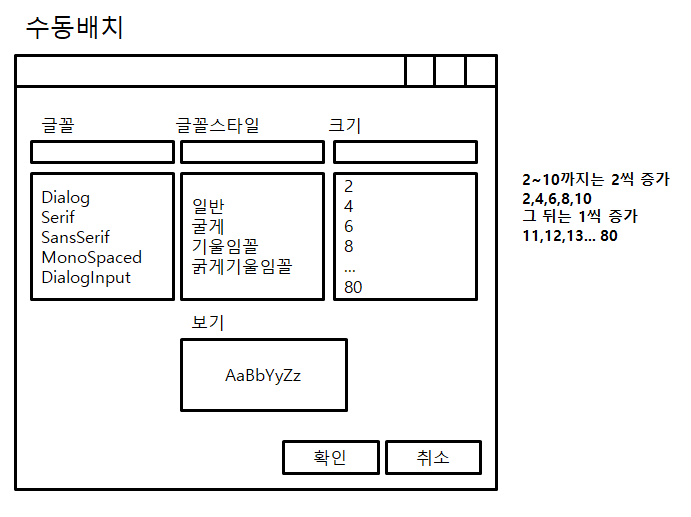 수동배치
글꼴
글꼴스타일
크기
Dialog
Serif
SansSerif
MonoSpaced
DialogInput
일반
굴게
기울임꼴
굵게기울임꼴
2
4
6
8
...
80
2~10까지는 2씩 증가
2,4,6,8,10
그 뒤는 1씩 증가
11,12,13... 80
보기
AaBbYyZz
확인
취소